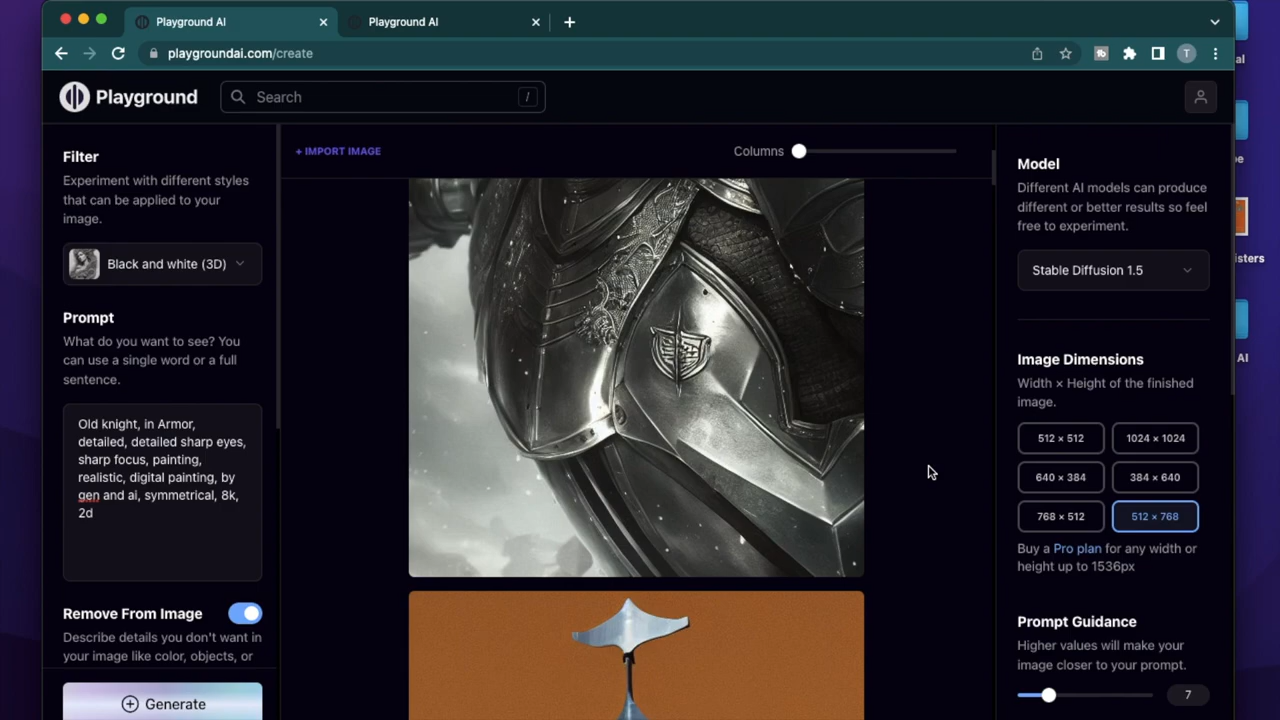 Playground AI
Playground AI
playgroundai.com/create
T
al
Playground
Search
/
pe
Filter
Experiment with different styles
that can be applied to your
image.
Black and white (3D)
Prompt
What do you want to see? You
can use a single word or a full
sentence.
Old knight, in Armor,
detailed, detailed sharp eyes,
sharp focus, painting,
realistic, digital painting, by
gen and ai, symmetrical, 8k,
2d
Remove From Image
Describe details you don't want in
your image like color, objects, or
Generate
+ IMPORT IMAGE
Columns
Model
Different AI models can produce
different or better results so feel
free to experiment.
Stable Diffusion 1.5
Image Dimensions
Width × Height of the finished
image.
512 × 512
1024 × 1024
640 × 384
384 × 640
768 × 512
512 × 768
Buy a Pro plan for any width or
height up to 1536px
Prompt Guidance
Higher values will make your
image closer to your prompt.
7
isters
AI